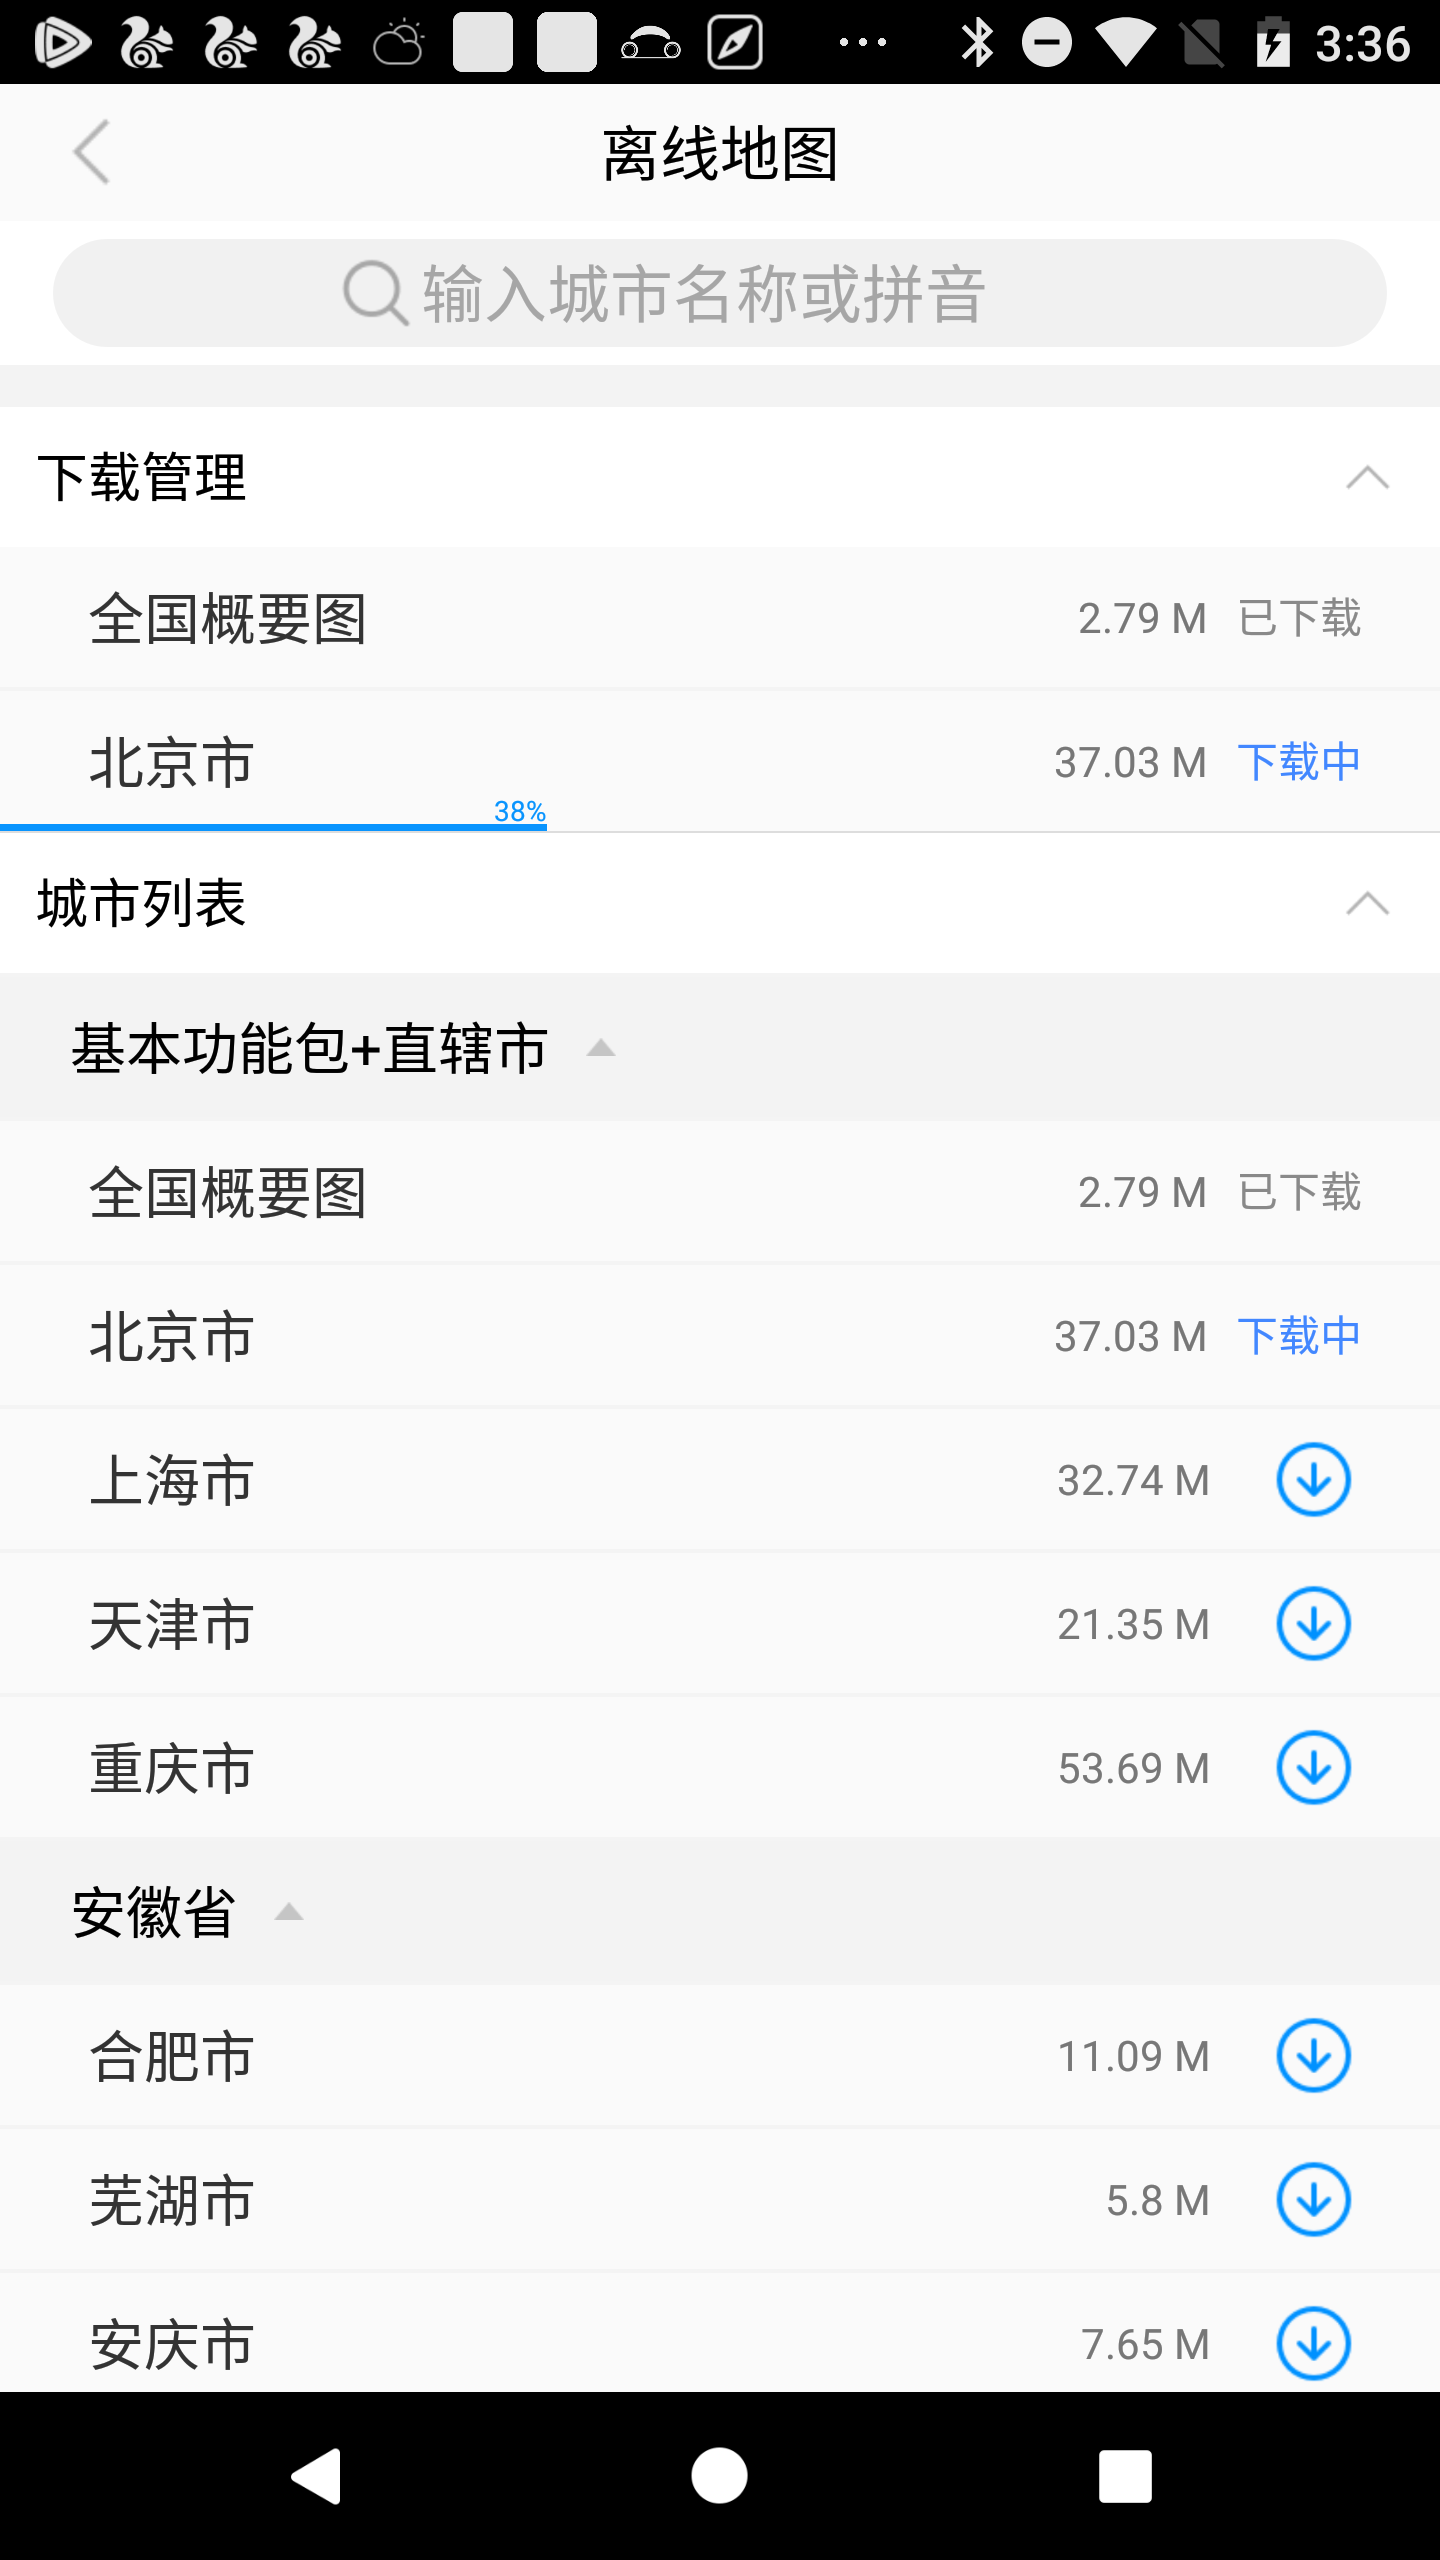 3:36
离线地图
输入城市名称或拼音
下载管理
全国概要图 2.79 M 已下载
北京市 37.03 M 下载中
38%
城市列表
基本功能包+直辖市
全国概要图 2.79 M 已下载
北京市 37.03 M 下载中
上海市 32.74 M
天津市 21.35 M
重庆市 53.69 M
安徽省
合肥市 11.09 M
芜湖市 5.8 M
安庆市 7.65 M